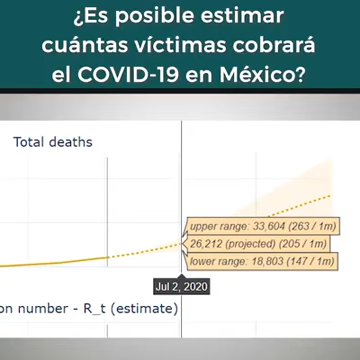 ¿Es posible estimar
cuántas víctimas cobrará
el COVID-19 en México?
Total deaths
upper range: 33,604 (263 / 1m)
26,212 (projected) (205 / 1m)
lower range: 18,803 (147 / 1m)
Jul 2, 2020
on number - R_t (estimate)